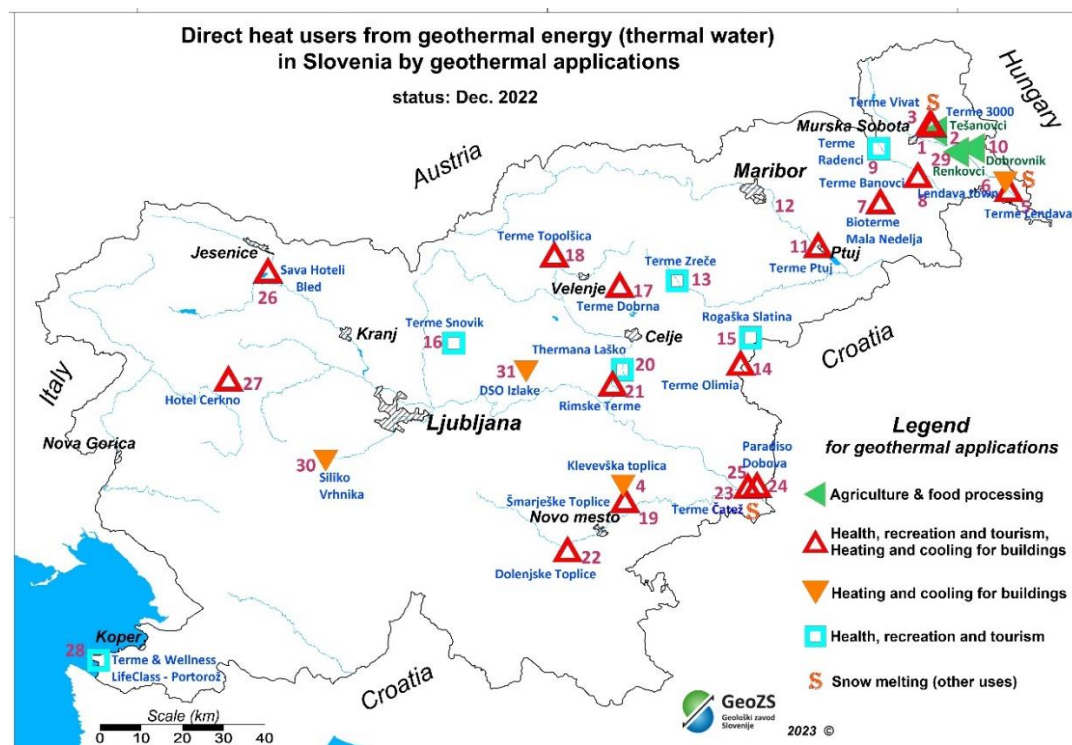 Direct heat users from geothermal energy (thermal water)
in Slovenia by geothermal applications
status: Dec. 2022
Hungary
Austria
Terme Vivat
S
Terme 3000
3
Murska Sobota
Tešanovci
1
2
10
Terme
Radenci
9
29
Renkovci
Dobrovnik
Maribor
Terme Banovci
8
6
Lendava town
S
5
Terme Lendava
12
7
Bioterme
Mala Nedelja
11
Ptuj
Terme Ptuj
Jesenice
Sava Hoteli
Bled
26
Terme Topolšica
18
Velenje
17
Terme Dobrna
Terme Zreče
13
Rogaška Slatina
15
Croatia
Kranj
Terme Snovik
16
Celje
Thermana Laško
20
14
Terme Olimia
Italy
27
Hotel Cerkno
31
DSO Izlake
21
Rimske Terme
Ljubljana
Nova Gorica
30
Siliko
Vrhnika
Klevevška toplica
4
Šmarješke Toplice
19
Novo mesto
22
Dolenjske Toplice
Paradiso
Dobova
25
23
24
Terme Čatež
S
Koper
28
Terme & Wellness
LifeClass - Portorož
Croatia
Legend
for geothermal applications
Agriculture & food processing
Health, recreation and tourism,
Heating and cooling for buildings
Heating and cooling for buildings
Health, recreation and tourism
S Snow melting (other uses)
Scale (km)
0 10 20 30 40
GeoZS
Geološki zavod
Slovenije
2023 ©